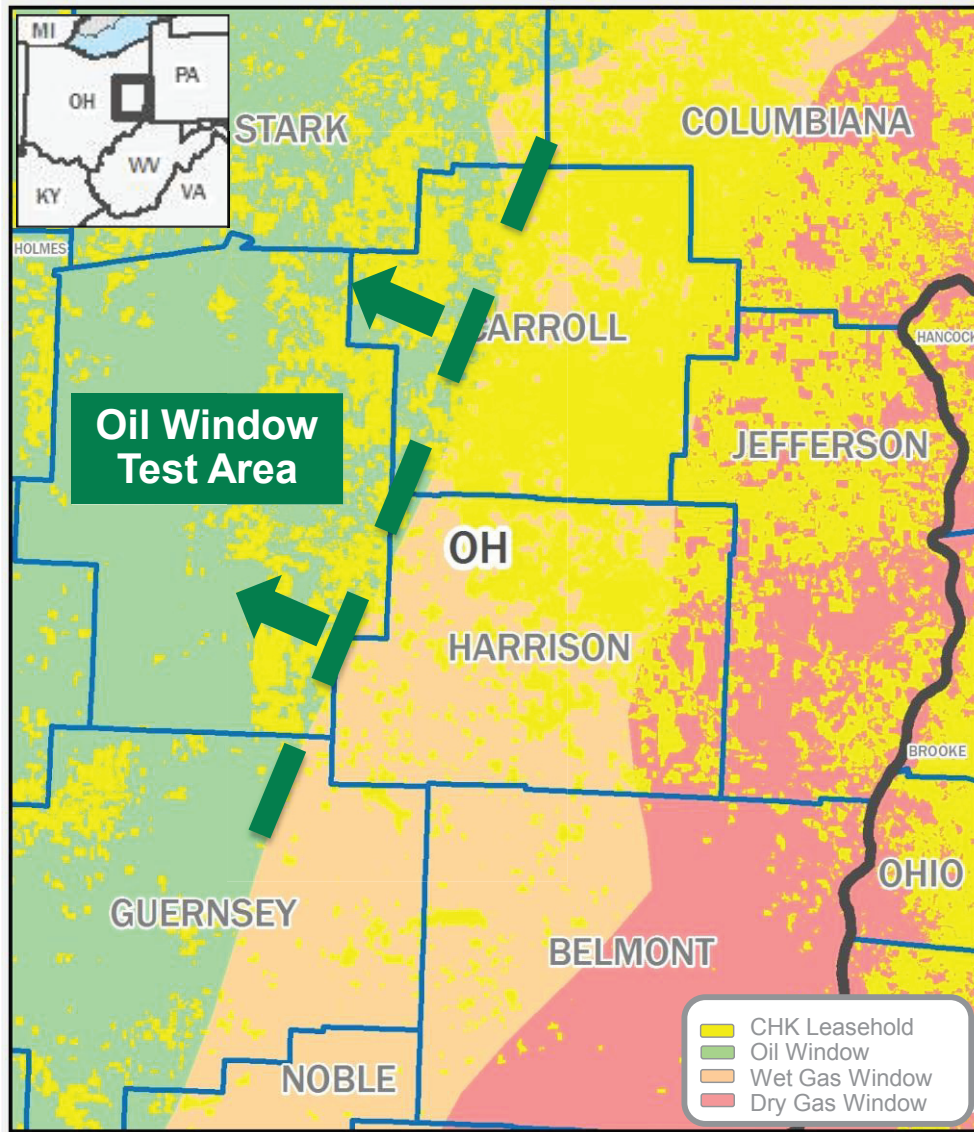 MI
PA
OH
WV
KY
VA
STARK
COLUMBIANA
HOLMES
CARROLL
HANCOCK
Oil Window
Test Area
JEFFERSON
OH
HARRISON
BROOKE
OHIO
GUERNSEY
BELMONT
NOBLE
CHK Leasehold
Oil Window
Wet Gas Window
Dry Gas Window